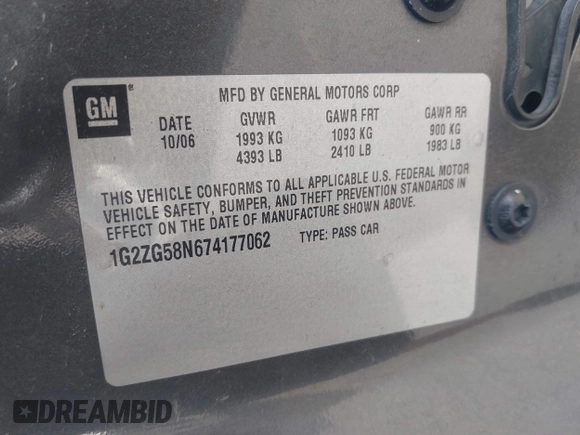 GM ®
MFD BY GENERAL MOTORS CORP
DATE GVWR GAWR FRT GAWR RR
10/06 1993 KG 1093 KG 900 KG
4393 LB 2410 LB 1983 LB
THIS VEHICLE CONFORMS TO ALL APPLICABLE U.S. FEDERAL MOTOR
VEHICLE SAFETY, BUMPER, AND THEFT PREVENTION STANDARDS IN
EFFECT ON THE DATE OF MANUFACTURE SHOWN ABOVE.
1G2ZG58N674177062 TYPE: PASS CAR
DREAMBID